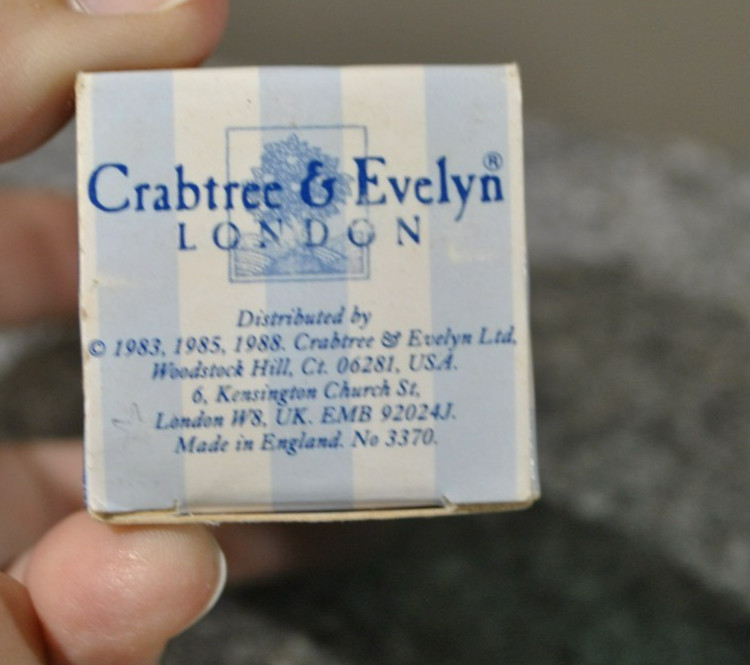 Crabtree & Evelyn®
LONDON
Distributed by
© 1983, 1985, 1988. Crabtree & Evelyn Ltd,
Woodstock Hill, Ct. 06281, USA.
6, Kensington Church St,
London W8, UK. EMB 92024J.
Made in England. No 3370.